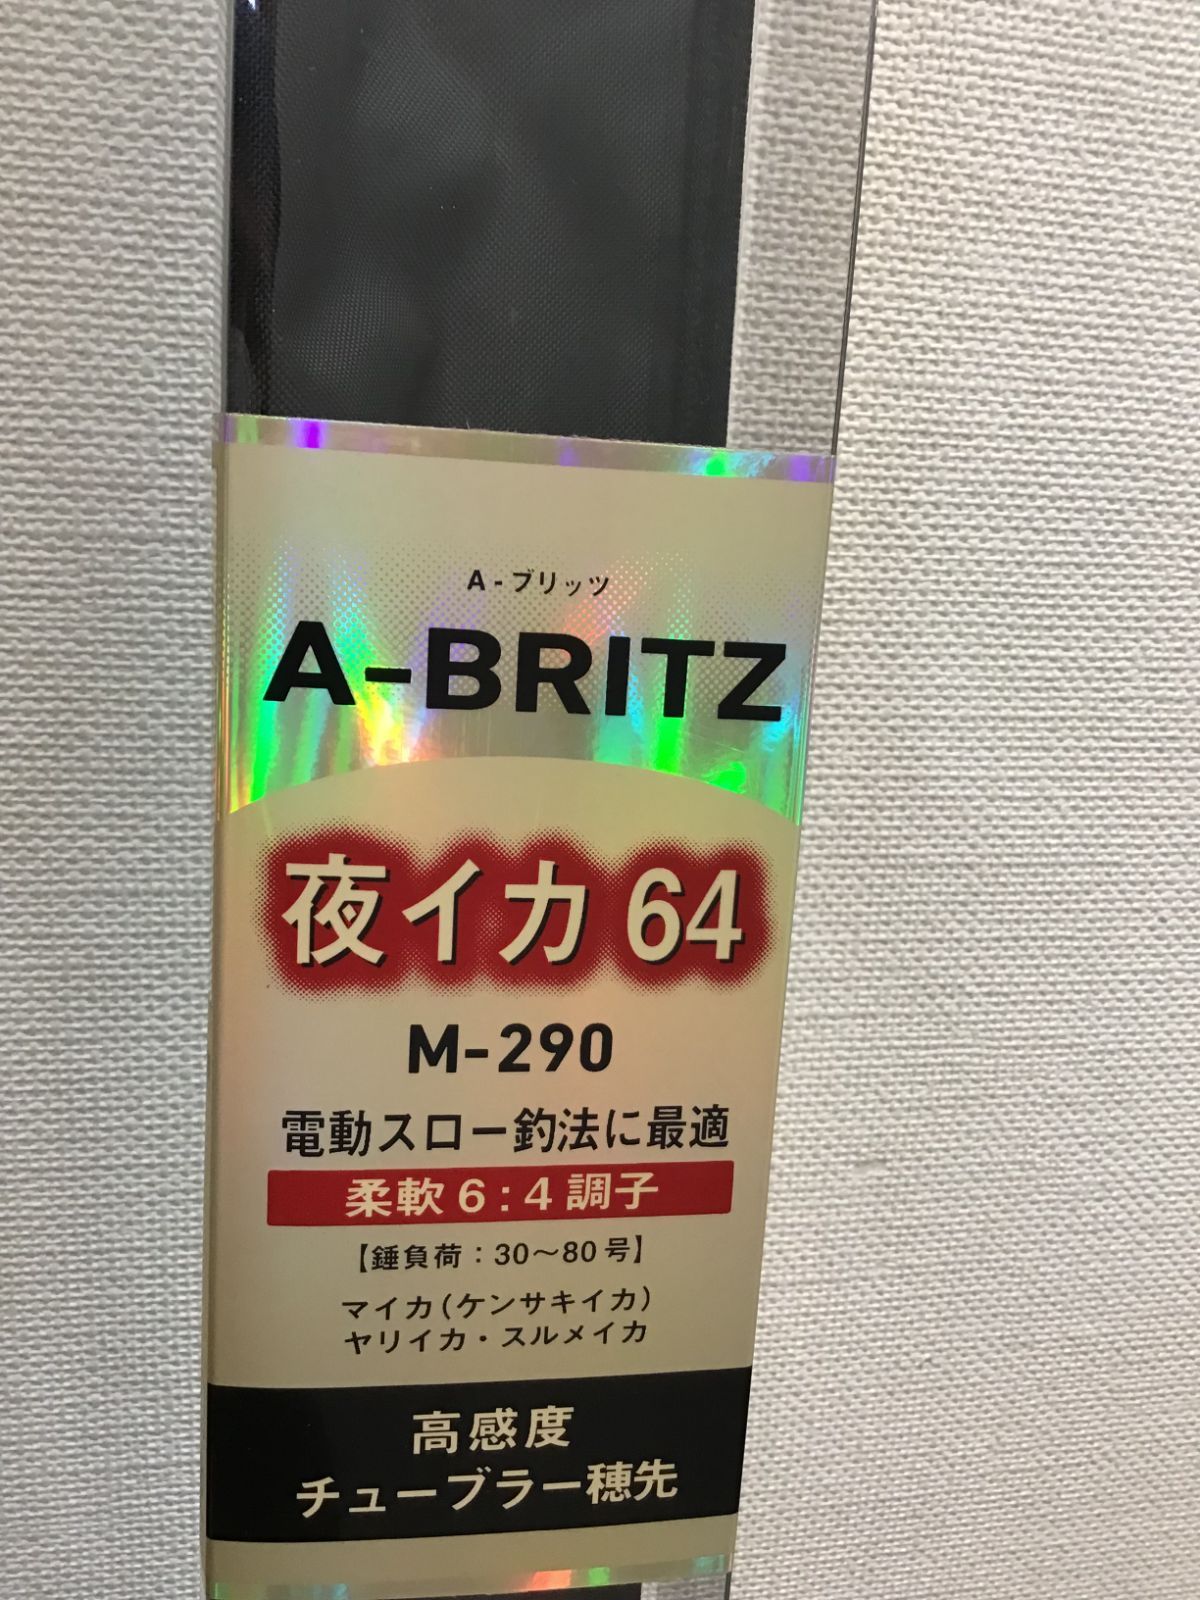 A-ブリッツ
A-BRITZ
夜イカ 64
M-290
電動スロー釣法に最適
柔軟 6:4 調子
【錘負荷:30〜80号】
マイカ(ケンサキイカ)
ヤリイカ・スルメイカ
高感度
チューブラー穂先